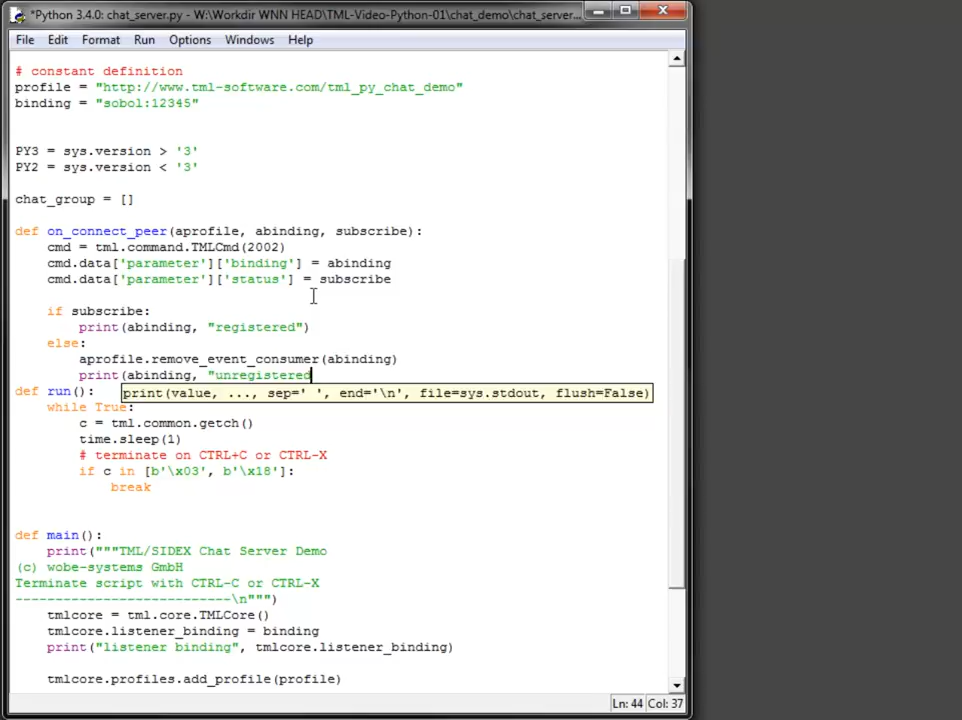 *Python 3.4.0: chat_server.py - W:\Workdir WNN HEAD\TML-Video-Python-01\chat_demo\chat_server...
File Edit Format Run Options Windows Help
# constant definition
profile = "http://www.tml-software.com/tml_py_chat_demo"
binding = "sobol:12345"
PY3 = sys.version > '3'
PY2 = sys.version < '3'
chat_group = []
def on_connect_peer(aprofile, abinding, subscribe):
    cmd = tml.command.TMLCmd(2002)
    cmd.data['parameter']['binding'] = abinding
    cmd.data['parameter']['status'] = subscribe
    if subscribe:
        print(abinding, "registered")
    else:
        aprofile.remove_event_consumer(abinding)
        print(abinding, "unregistered
def run():
print(value, ..., sep=' ', end='\n', file=sys.stdout, flush=False)
    while True:
        c = tml.common.getch()
        time.sleep(1)
        # terminate on CTRL+C or CTRL-X
        if c in [b'\x03', b'\x18']:
            break
def main():
    print("""TML/SIDEX Chat Server Demo
(c) wobe-systems GmbH
Terminate script with CTRL-C or CTRL-X
---------------------------\n""")
    tmlcore = tml.core.TMLCore()
    tmlcore.listener_binding = binding
    print("listener binding", tmlcore.listener_binding)
    tmlcore.profiles.add_profile(profile)
Ln: 44 Col: 37